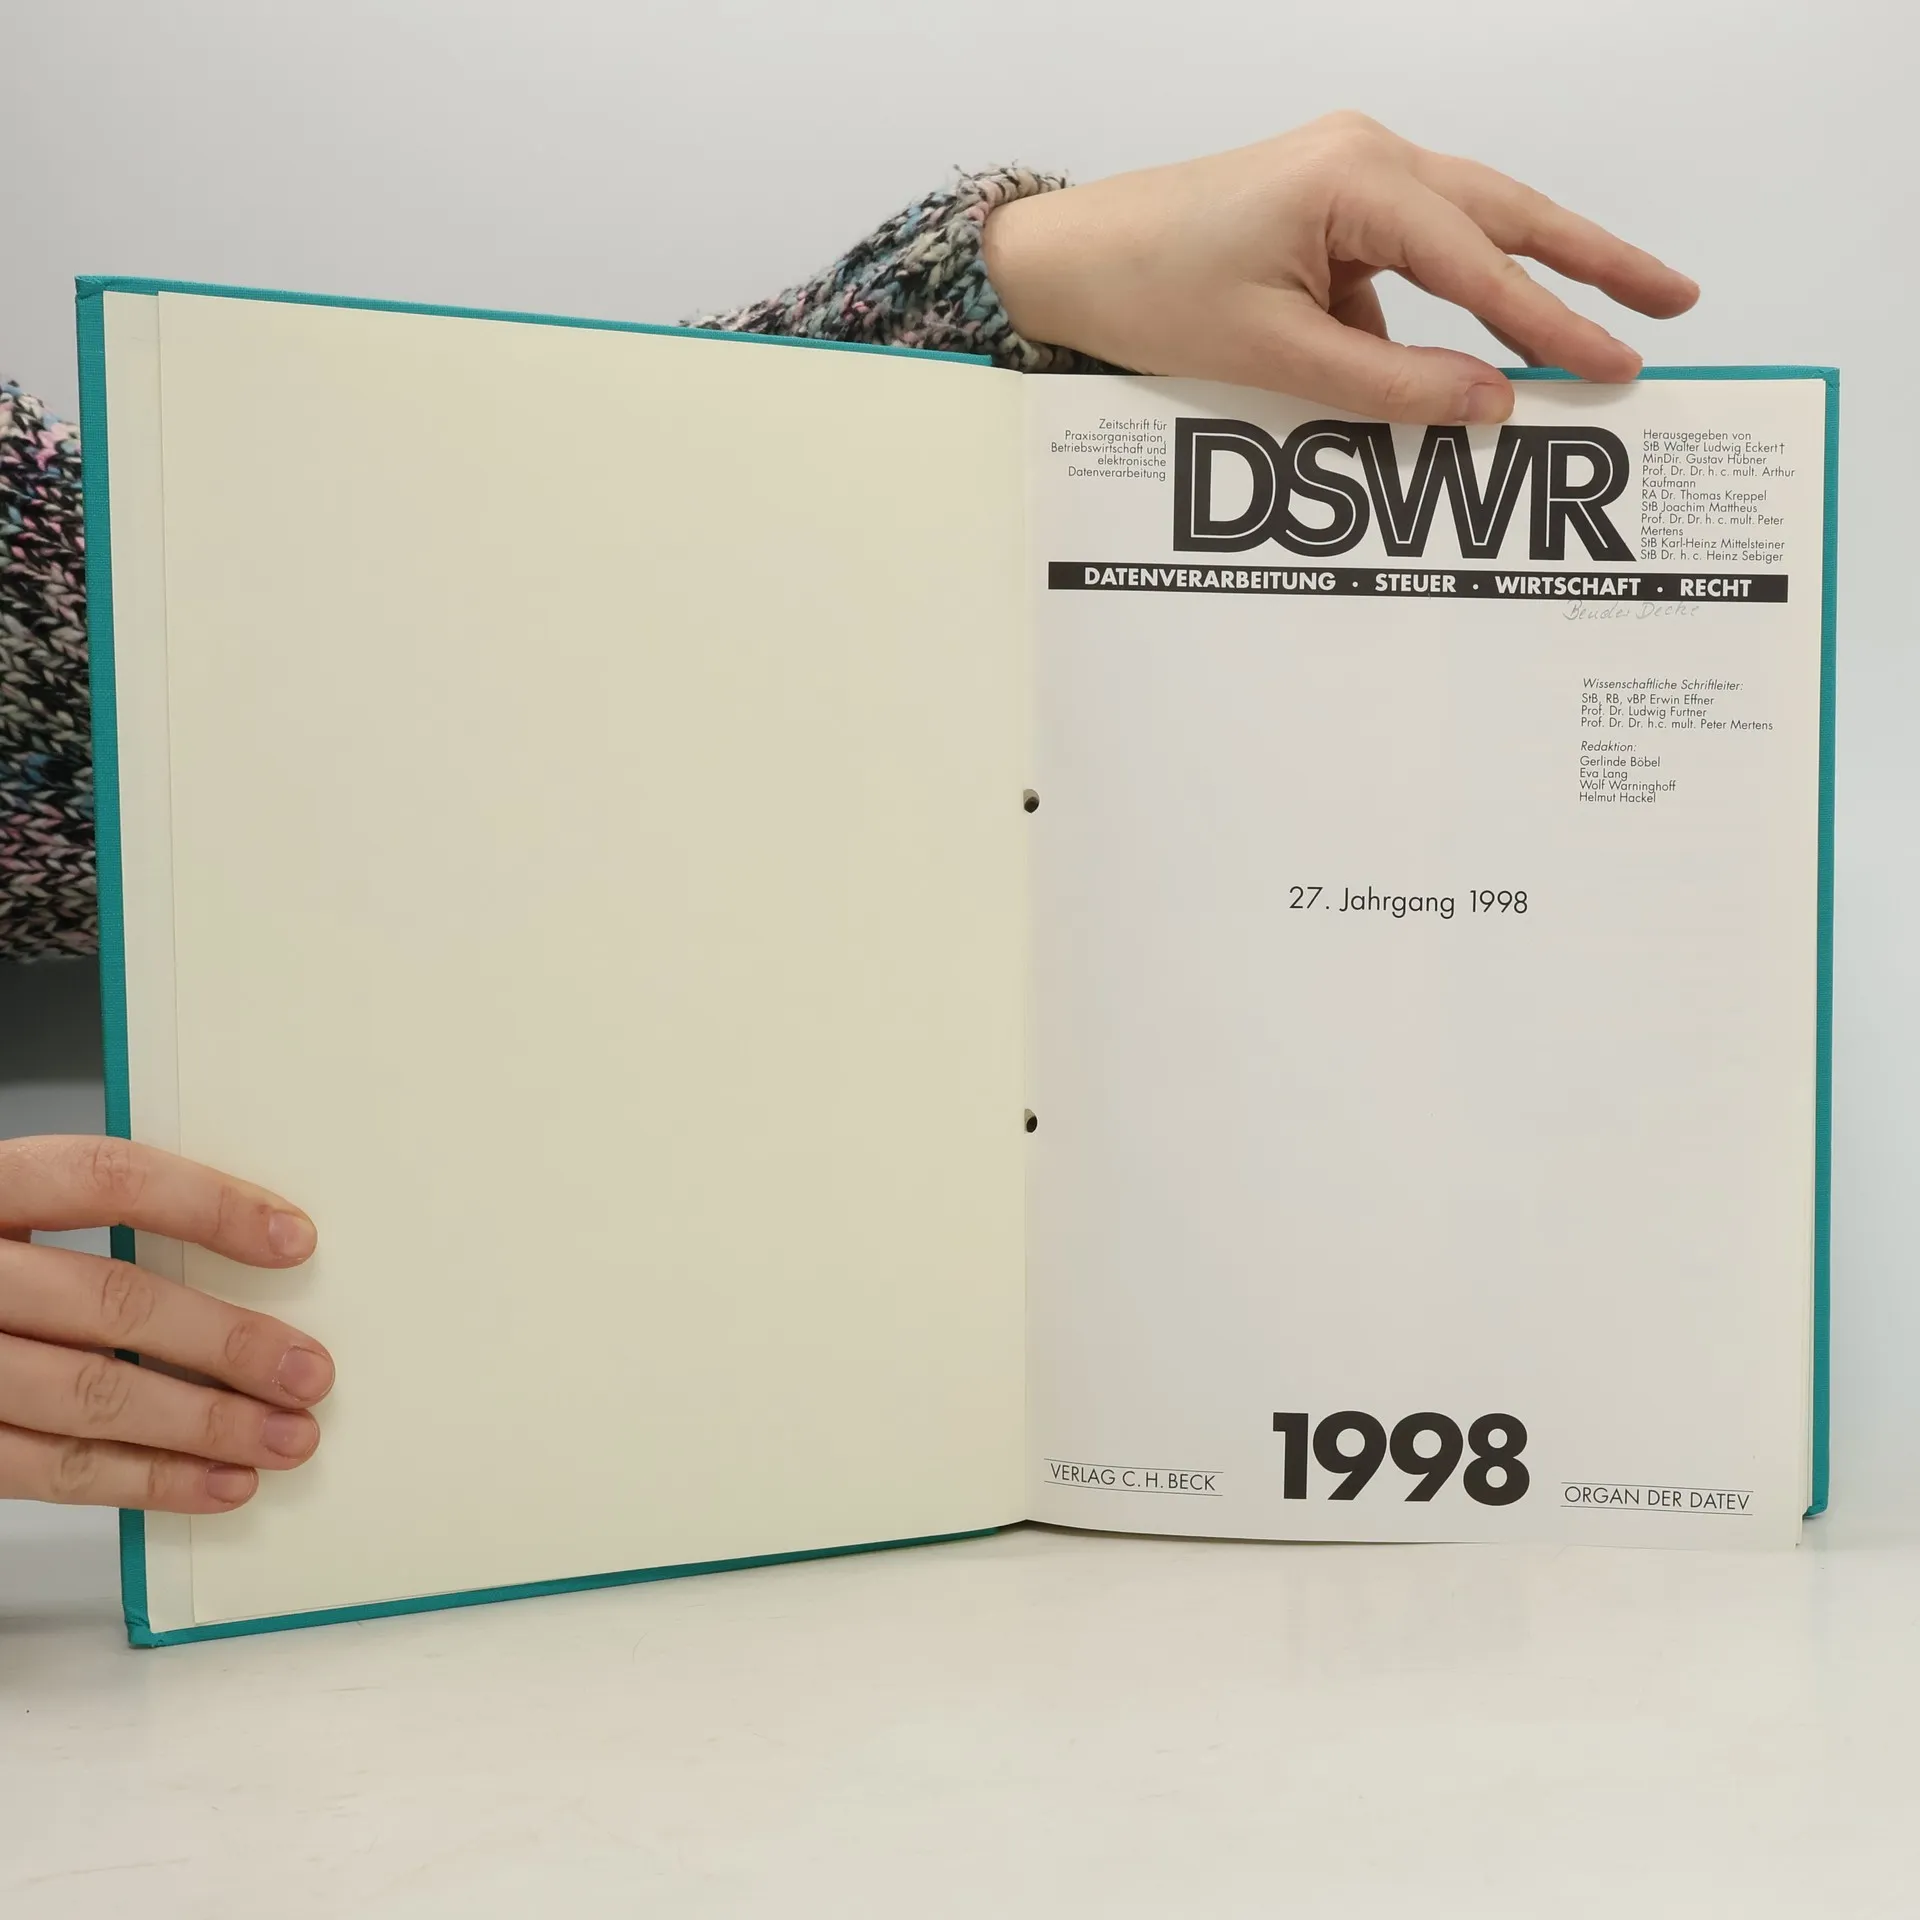 Zeitschrift für
Praxisorganisation,
Betriebswirtschaft und
elektronische
Datenverarbeitung
DSWR
Herausgegeben von
StB Walter Ludwig Eckert†
MinDir. Gustav Hübner
Prof. Dr. Dr. h. c. mult. Arthur
Kaufmann
RA Dr. Thomas Kreppel
StB Joachim Mattheus
Prof. Dr. Dr. h. c. mult. Peter
Mertens
StB Karl-Heinz Mittelsteiner
StB Dr. h. c. Heinz Sebiger
DATENVERARBEITUNG · STEUER · WIRTSCHAFT · RECHT
Decke
Wissenschaftliche Schriftleiter:
StB, RB, vBP Erwin Effner
Prof. Dr. Ludwig Furtner
Prof. Dr. Dr. h.c. mult. Peter Mertens
Redaktion:
Gerlinde Böbel
Eva Lang
Wolf Warninghoff
Helmut Hackel
27. Jahrgang 1998
VERLAG C. H. BECK
1998
ORGAN DER DATEV